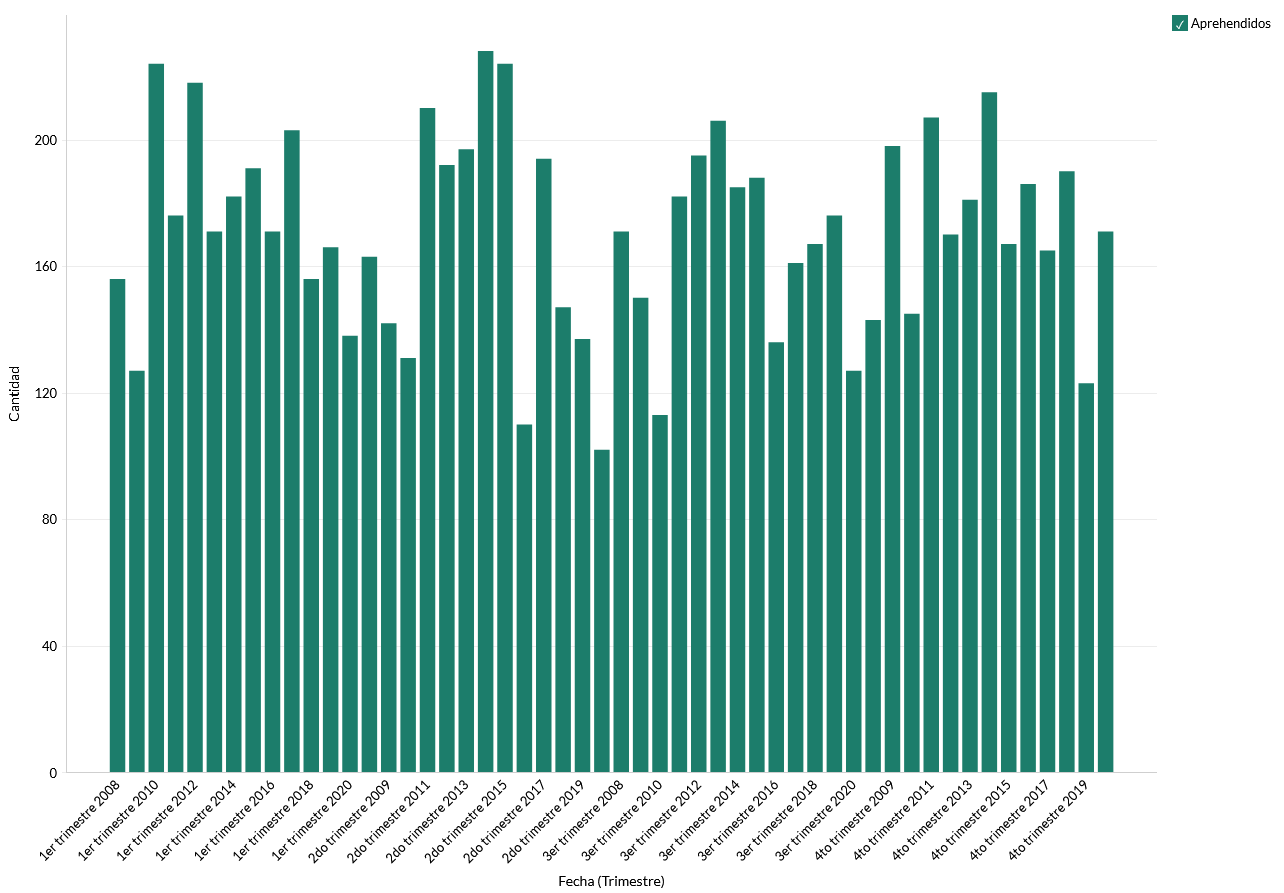 Aprehendidos
Cantidad
200
160
120
80
40
0
1er trimestre 2008
1er trimestre 2010
1er trimestre 2012
1er trimestre 2014
1er trimestre 2016
1er trimestre 2018
1er trimestre 2020
2do trimestre 2009
2do trimestre 2011
2do trimestre 2013
2do trimestre 2015
2do trimestre 2017
2do trimestre 2019
3er trimestre 2008
3er trimestre 2010
3er trimestre 2012
3er trimestre 2014
3er trimestre 2016
3er trimestre 2018
3er trimestre 2020
4to trimestre 2009
4to trimestre 2011
4to trimestre 2013
4to trimestre 2015
4to trimestre 2017
4to trimestre 2019
Fecha (Trimestre)